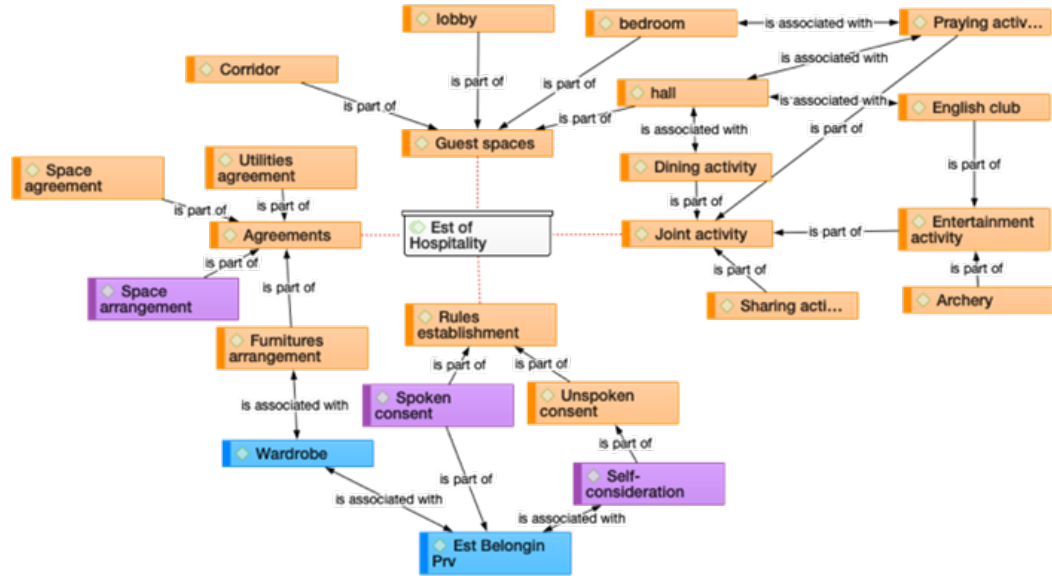 lobby
bedroom
is associated with
Praying activ...
is associated with
Corridor
is part of
is part of
is part of
hall
is associated with
English club
is part of
is part of
is associated with
is part of
Guest spaces
Space
agreement
Utilities
agreement
Dining activity
is part of
is part of
is part of
is part of
Agreements
Est of
Hospitality
Joint activity
is part of
Entertainment
activity
is part of
is part of
is part of
is part of
Space
arrangement
Sharing acti...
Archery
Rules
establishment
Furnitures
arrangement
is part of
is part of
is associated with
Spoken
consent
Unspoken
consent
Wardrobe
is part of
is part of
Self-
consideration
is associated with
is associated with
Est Belongin
Prv